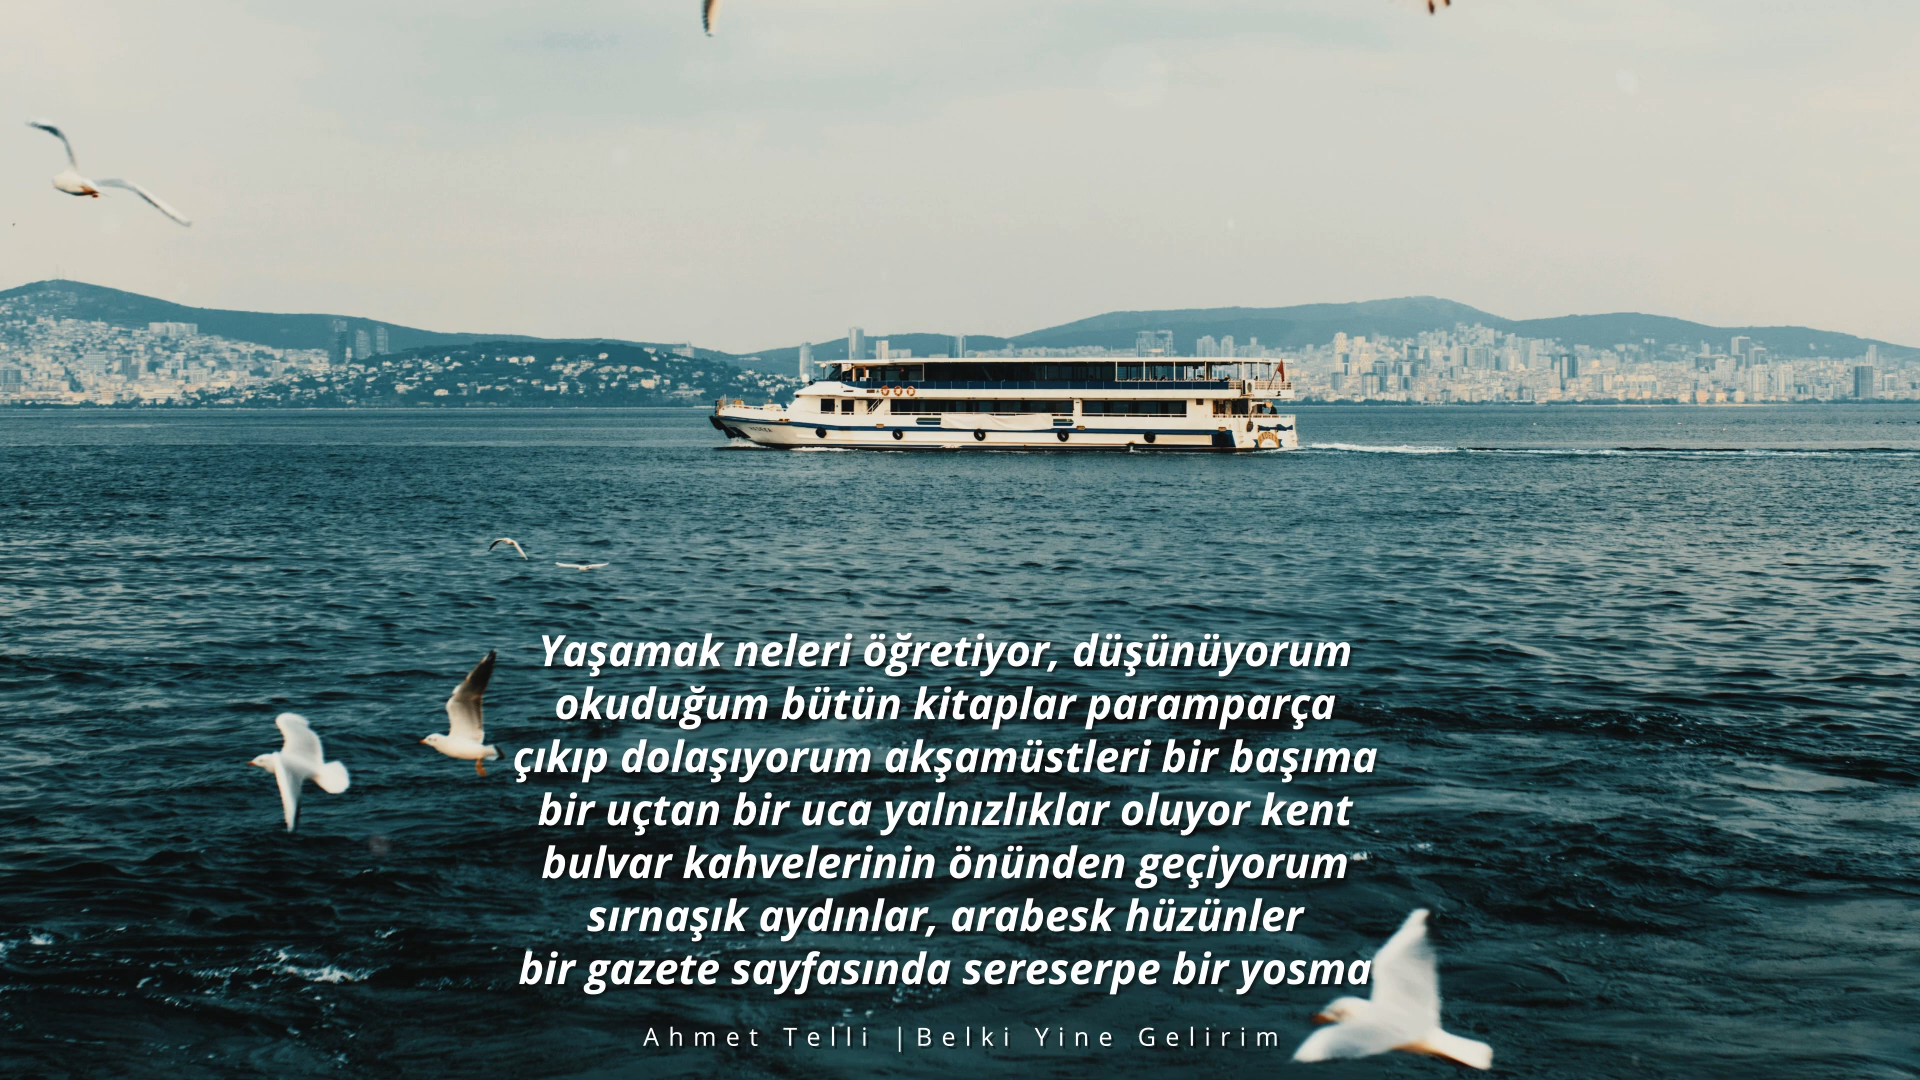 Yaşamak neleri öğretiyor, düşünüyorum
okuduğum bütün kitaplar paramparça
çıkıp dolaşıyorum akşamüstleri bir başıma
bir uçtan bir uca yalnızlıklar oluyor kent
bulvar kahvelerinin önünden geçiyorum
sırnaşık aydınlar, arabesk hüzünler
bir gazete sayfasında sereserpe bir yosma
Ahmet Telli |Belki Yine Gelirim